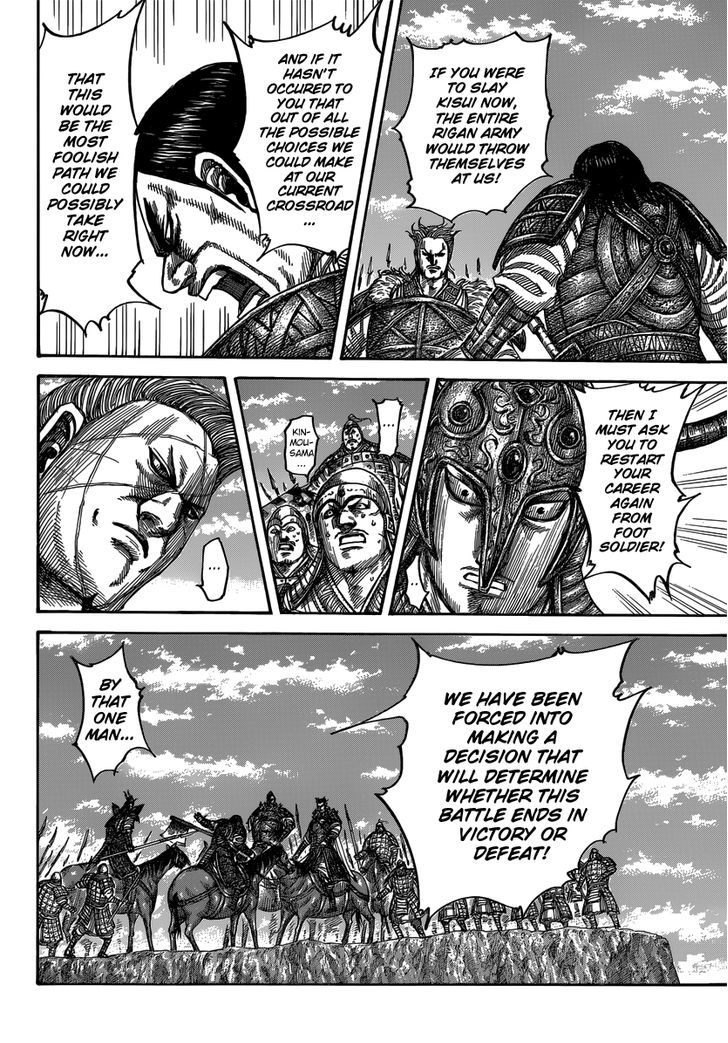 IF YOU WERE
TO SLAY
KISUI NOW,
THE ENTIRE
RIGAN ARMY
WOULD THROW
THEMSELVES
AT US!
AND IF IT
HASN'T
OCCURED TO
YOU THAT
OUT OF ALL
THE POSSIBLE
CHOICES WE
COULD MAKE
AT OUR
CURRENT
CROSSROAD
...
THAT
THIS WOULD
BE THE
MOST
FOOLISH
PATH WE
COULD
POSSIBLY
TAKE
RIGHT
NOW...
THEN I
MUST ASK
YOU TO
RESTART
YOUR
CAREER
AGAIN
FROM
FOOT
SOLDIER!
...
KIN-
MOU-
SAMA
...
...
WE HAVE BEEN
FORCED INTO
MAKING A
DECISION THAT
WILL DETERMINE
WHETHER THIS
BATTLE ENDS IN
VICTORY OR
DEFEAT!
BY
THAT
ONE
MAN...